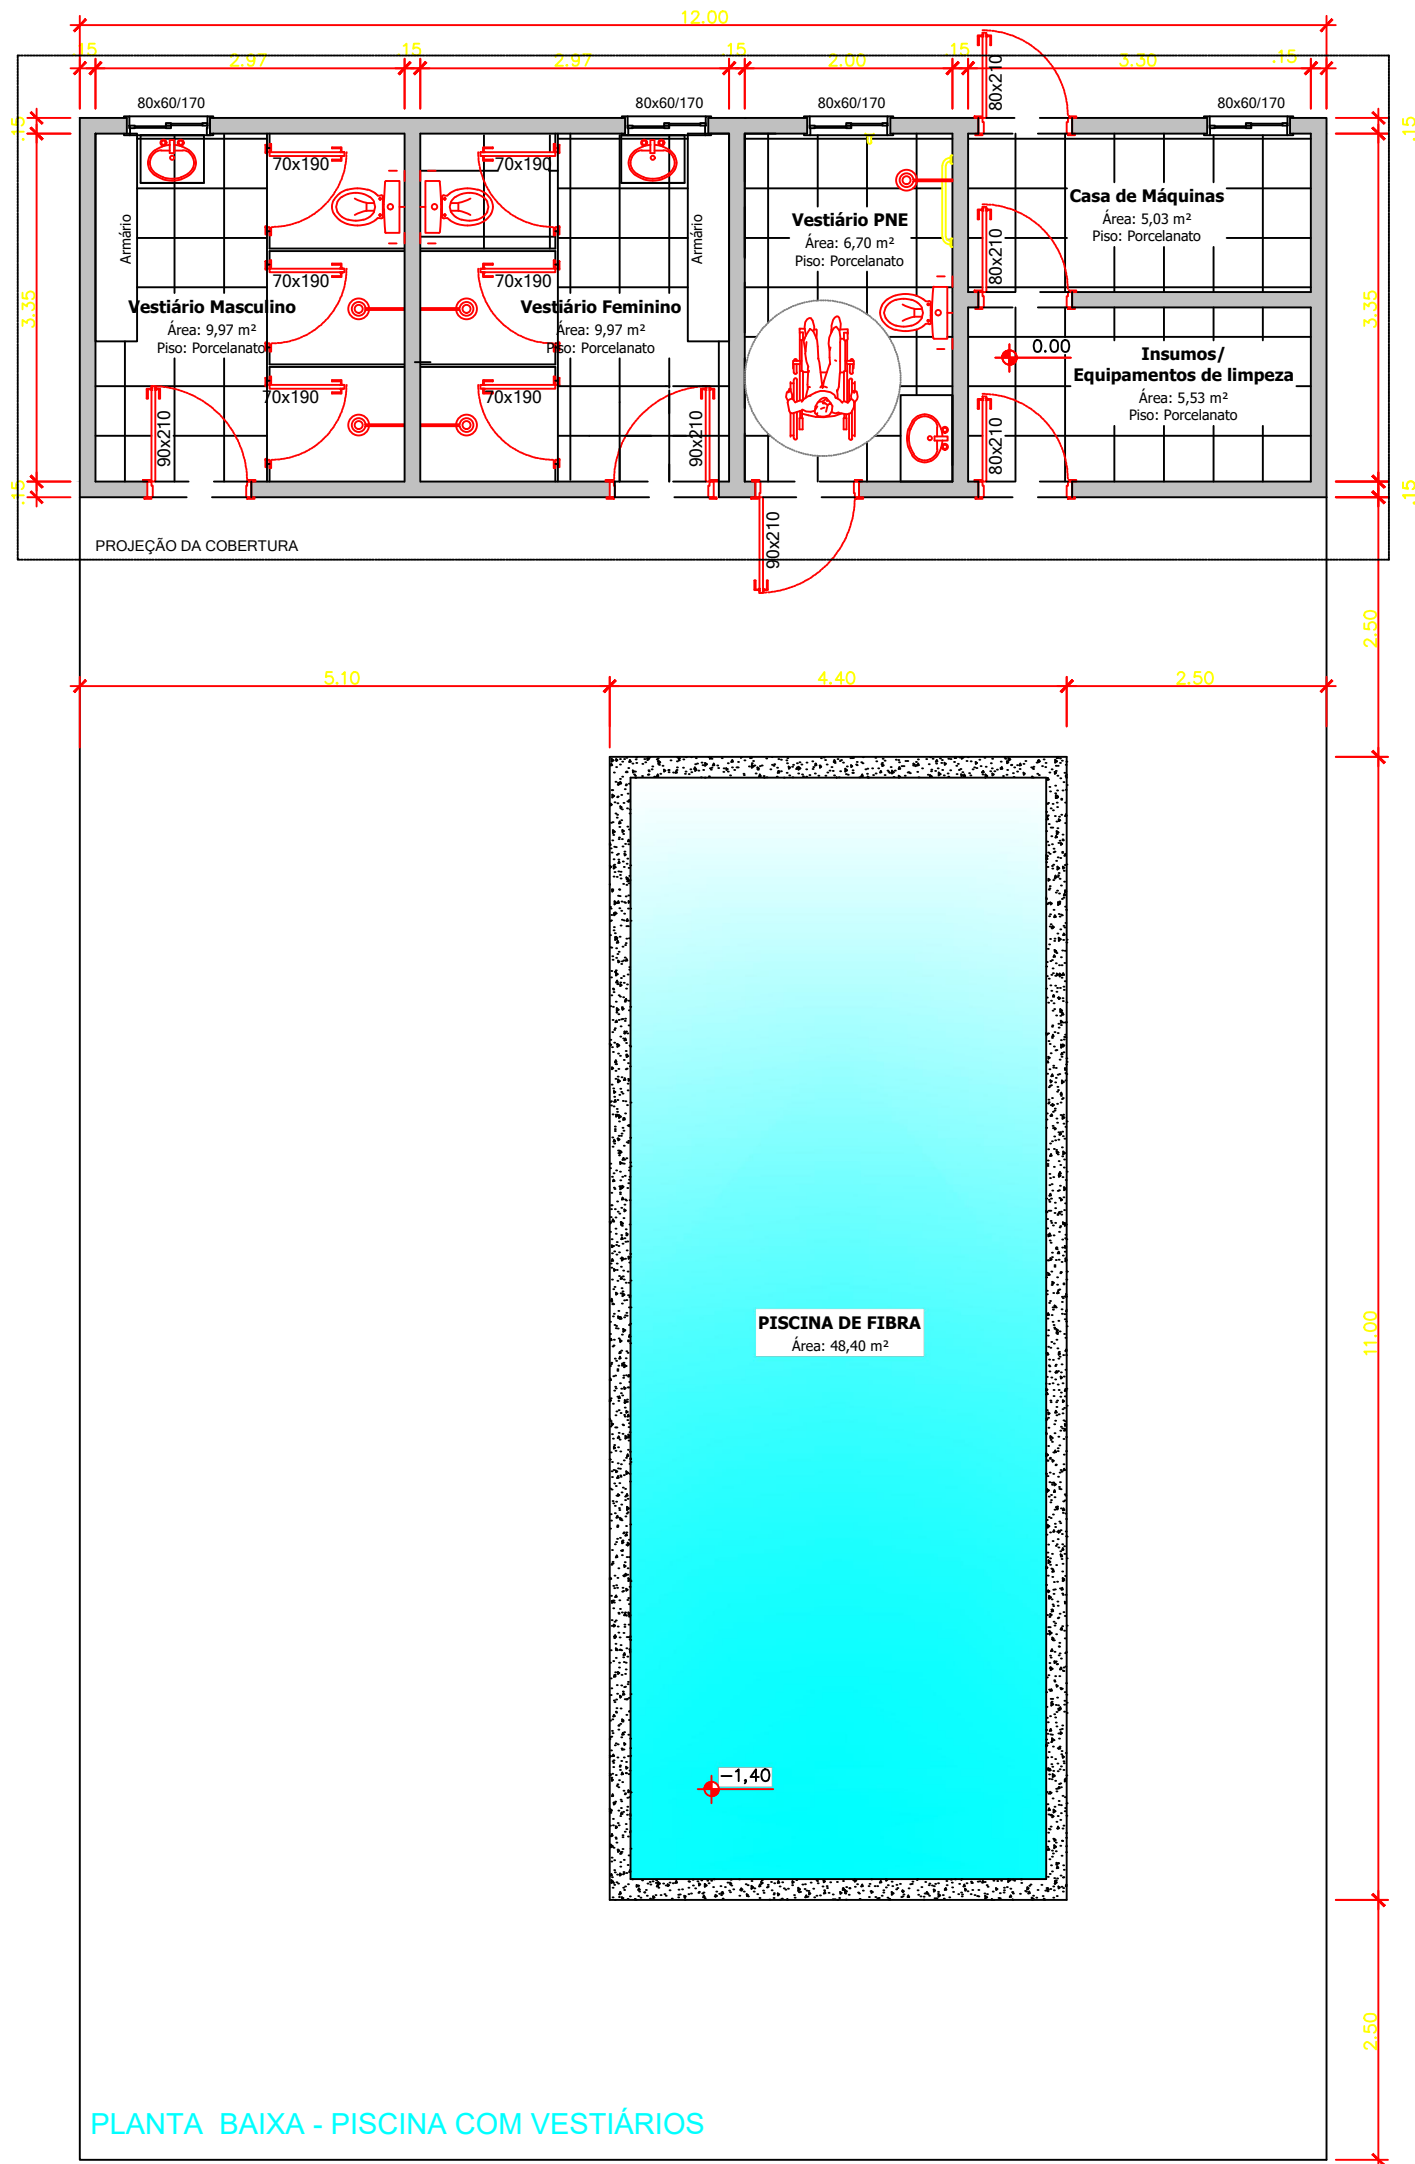 12.00
.15
2.97
.15
2.97
.15
2.00
.15
3.30
.15
80x60/170
80x60/170
80x60/170
80x210
80x60/170
.15
.15
70x190
70x190
Armário
Armário
Vestiário PNE
Área: 6,70 m²
Piso: Porcelanato
Casa de Máquinas
Área: 5,03 m²
Piso: Porcelanato
80x210
70x190
70x190
3.35
Vestiário Masculino
Área: 9,97 m²
Piso: Porcelanato
Vestiário Feminino
Área: 9,97 m²
Piso: Porcelanato
3.35
0.00
Insumos/
Equipamentos de limpeza
Área: 5,53 m²
Piso: Porcelanato
70x190
70x190
90x210
90x210
80x210
.15
.15
PROJEÇÃO DA COBERTURA
90x210
2.50
5.10
4.40
2.50
PISCINA DE FIBRA
Área: 48,40 m²
11.00
-1,40
2.50
PLANTA BAIXA - PISCINA COM VESTIÁRIOS